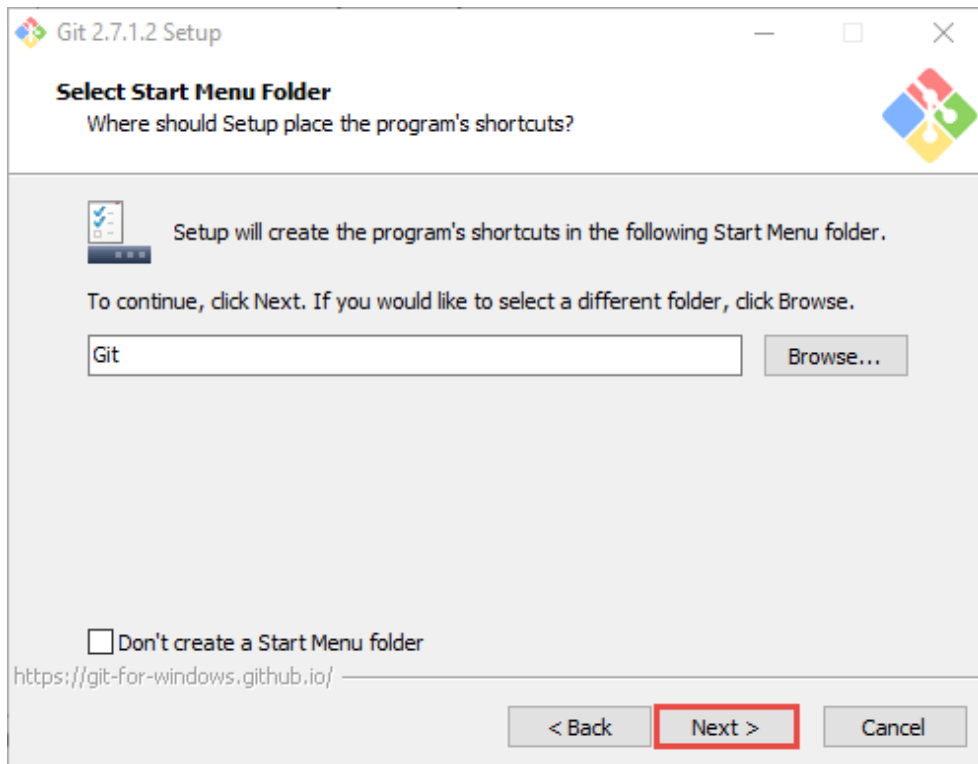 Git 2.7.1.2 Setup
Select Start Menu Folder
Where should Setup place the program's shortcuts?
Setup will create the program's shortcuts in the following Start Menu folder.
To continue, click Next. If you would like to select a different folder, click Browse.
Git
Browse...
Don't create a Start Menu folder
https://git-for-windows.github.io/
< Back
Next >
Cancel